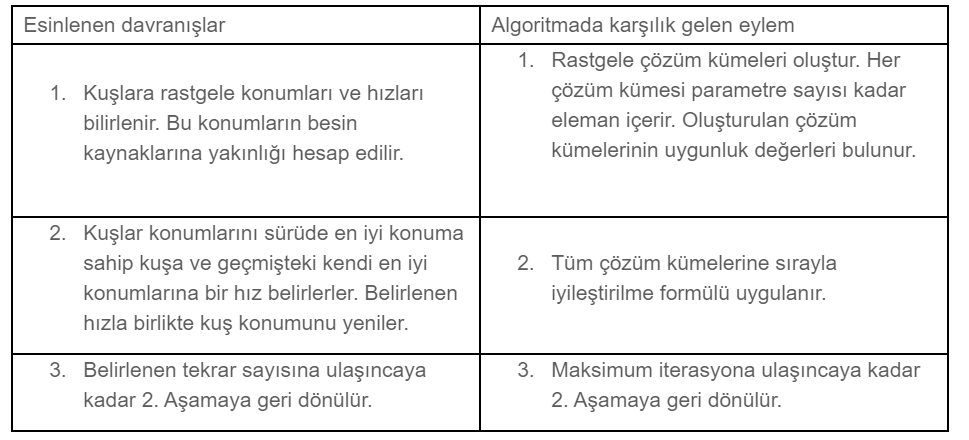 Esinlenen davranışlar
Algoritmada karşılık gelen eylem
1. Kuşlara rastgele konumları ve hızları
bilirlenir. Bu konumların besin
kaynaklarına yakınlığı hesap edilir.
1. Rastgele çözüm kümeleri oluştur. Her
çözüm kümesi parametre sayısı kadar
eleman içerir. Oluşturulan çözüm
kümelerinin uygunluk değerleri bulunur.
2. Kuşlar konumlarını sürüde en iyi konuma
sahip kuşa ve geçmişteki kendi en iyi
konumlarına bir hız belirlerler. Belirlenen
hızla birlikte kuş konumunu yeniler.
2. Tüm çözüm kümelerine sırayla
iyileştirilme formülü uygulanır.
3. Belirlenen tekrar sayısına ulaşıncaya
kadar 2. Aşamaya geri dönülür.
3. Maksimum iterasyona ulaşıncaya kadar
2. Aşamaya geri dönülür.